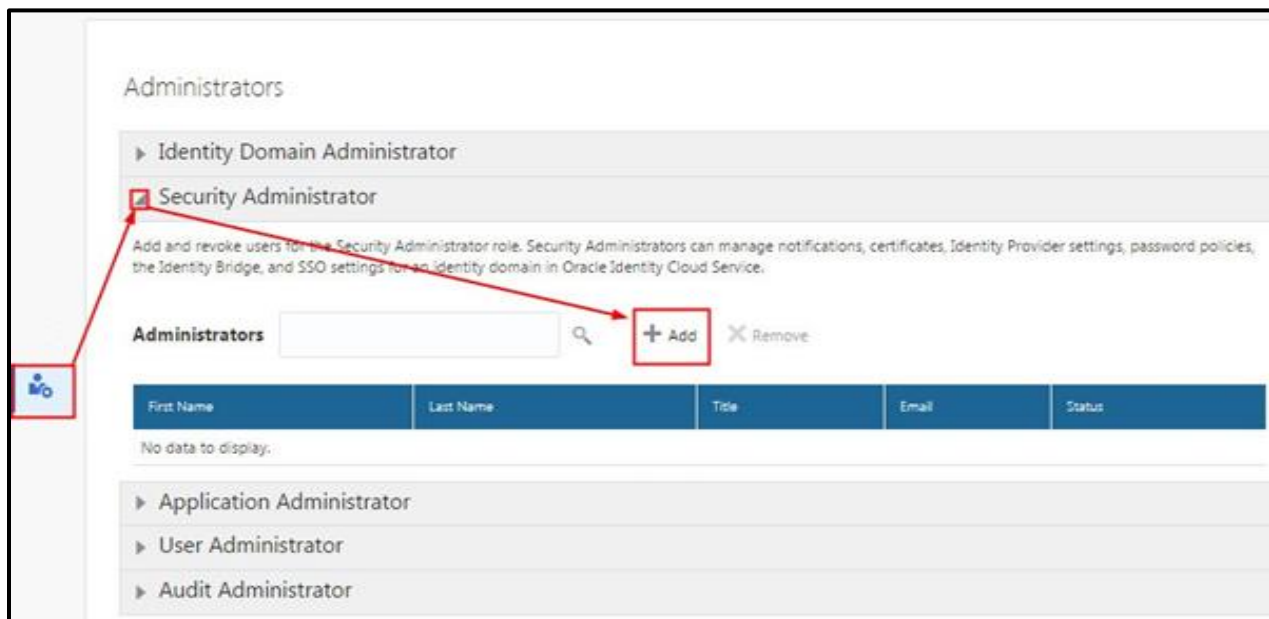 Administrators
Identity Domain Administrator
Security Administrator
Add and revoke users for the Security Administrator role. Security Administrators can manage notifications, certificates, Identity Provider settings, password policies,
the Identity Bridge, and SSO settings for an identity domain in Oracle Identity Cloud Service.
Administrators Add Remove
First Name Last Name Title Email Status
No data to display.
Application Administrator
User Administrator
Audit Administrator